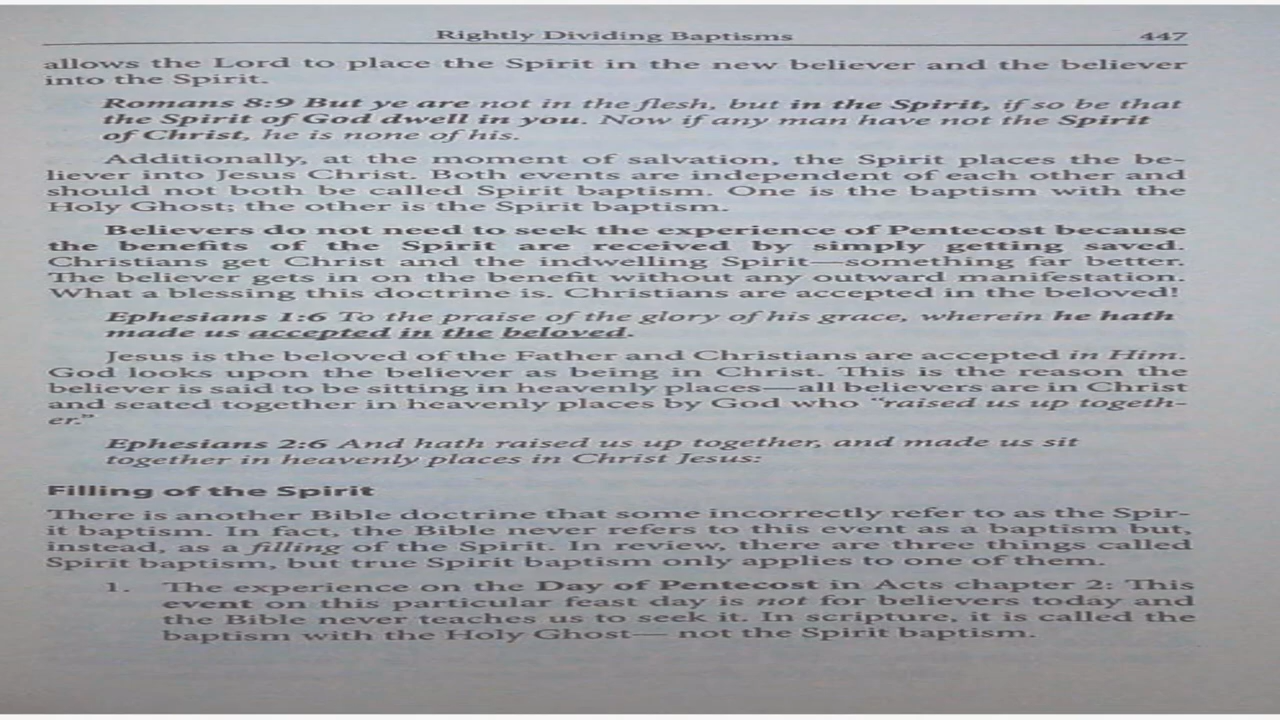 Rightly Dividing Baptisms 447
allows the Lord to place the Spirit in the new believer and the believer
into the Spirit.
Romans 8:9 But ye are not in the flesh, but in the Spirit, if so be that
the Spirit of God dwell in you. Now if any man have not the Spirit
of Christ, he is none of his.
Additionally, at the moment of salvation, the Spirit places the be-
liever into Jesus Christ. Both events are independent of each other and
should not both be called Spirit baptism. One is the baptism with the
Holy Ghost; the other is the Spirit baptism.
Believers do not need to seek the experience of Pentecost because
the benefits of the Spirit are received by simply getting saved.
Christians get Christ and the indwelling Spirit—something far better.
The believer gets in on the benefit without any outward manifestation.
What a blessing this doctrine is. Christians are accepted in the beloved!
Ephesians 1:6 To the praise of the glory of his grace, wherein he hath
made us accepted in the beloved.
Jesus is the beloved of the Father and Christians are accepted in Him.
God looks upon the believer as being in Christ. This is the reason the
believer is said to be sitting in heavenly places—all believers are in Christ
and seated together in heavenly places by God who "raised us up togeth-
er."
Ephesians 2:6 And hath raised us up together, and made us sit
together in heavenly places in Christ Jesus:
Filling of the Spirit
There is another Bible doctrine that some incorrectly refer to as the Spir-
it baptism. In fact, the Bible never refers to this event as a baptism but,
instead, as a filling of the Spirit. In review, there are three things called
Spirit baptism, but true Spirit baptism only applies to one of them.
1. The experience on the Day of Pentecost in Acts chapter 2: This
event on this particular feast day is not for believers today and
the Bible never teaches us to seek it. In scripture, it is called the
baptism with the Holy Ghost— not the Spirit baptism.